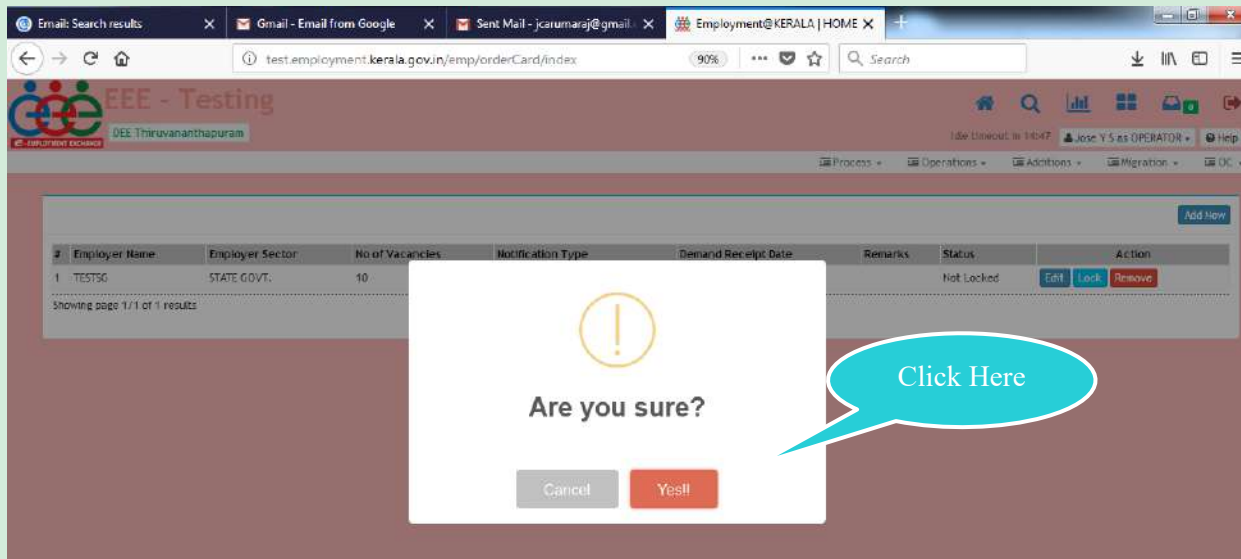 Email: Search results
Gmail - Email from Google
Sent Mail - jcarumaraj@gmail.
Employment@KERALA | HOME
test.employment.kerala.gov.in/emp/orderCard/index
90%
Search
EEE - Testing
DEE Thiruvananthapuram
E-EMPLOYMENT EXCHANGE
Idle timeout in 14:47
Jose Y S as OPERATOR
Help
Process
Operations
Additions
Migration
OC
Add New
# Employer Name Employer Sector No of Vacancies Notification Type Demand Receipt Date Remarks Status Action
1 TESTSG STATE GOVT. 10 Not Locked Edit Lock Remove
Showing page 1/1 of 1 results
Click Here
Are you sure?
Cancel Yes!!